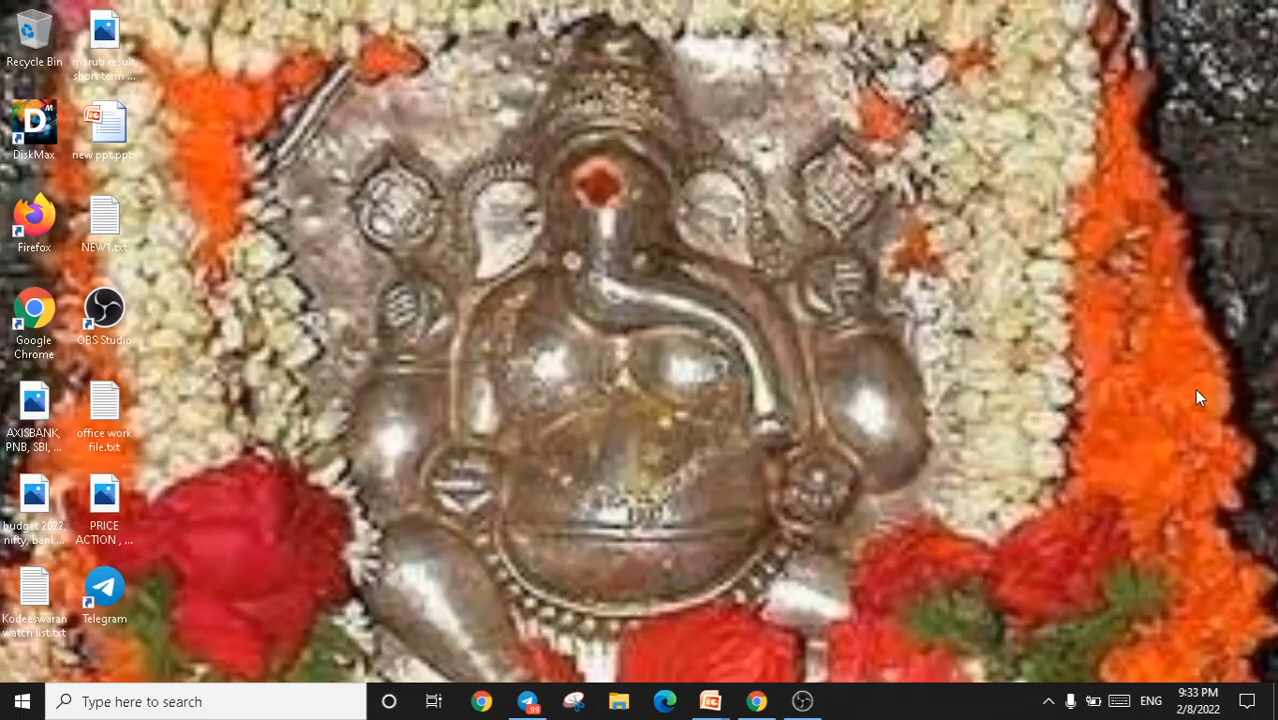 Recycle Bin
maruti result,
short term ...
DiskMax
new ppt.pptx
Firefox
NEW1.txt
Google
Chrome
OBS Studio
AXISBANK,
PNB, SBI, ...
office work
file.txt
budget 2022,
nifty, bank...
PRICE
ACTION , ...
Kodeeswaran
watch list.txt
Telegram
Type here to search
99
ENG
9:33 PM
2/8/2022